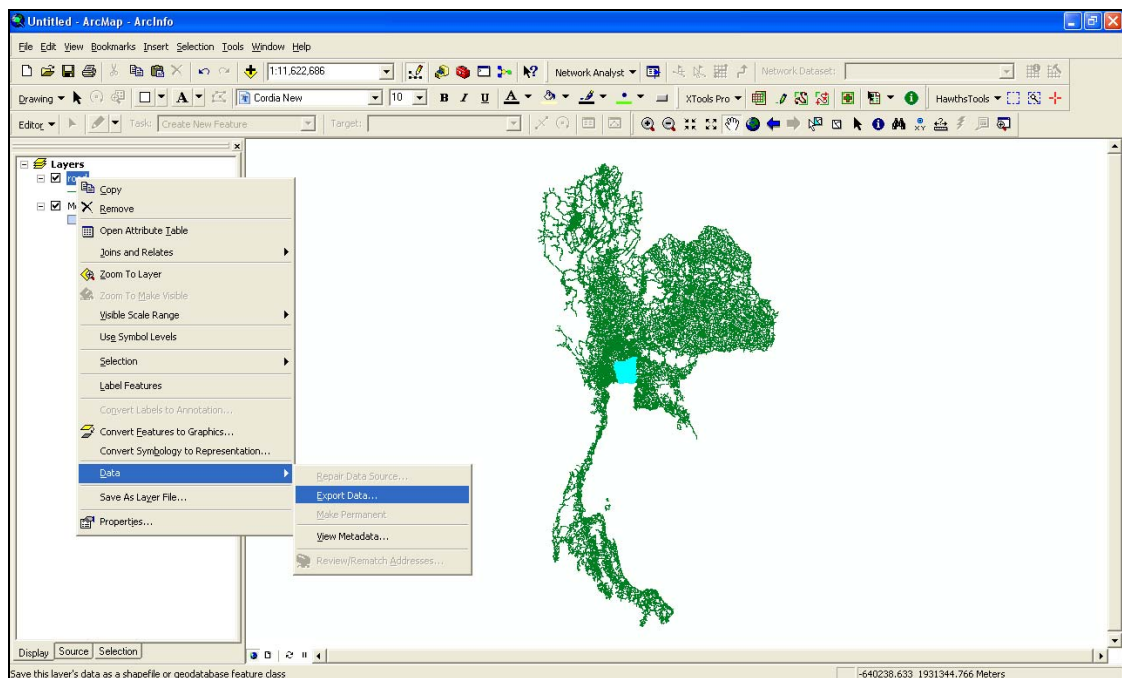 Untitled - ArcMap - ArcInfo
File Edit View Bookmarks Insert Selection Tools Window Help
1:11,622,686 Network Analyst Network Dataset:
Drawing A Cordia New 10 B I U A XTools Pro HawthsTools
Editor Task: Create New Feature Target:
Layers
Copy
Remove
Open Attribute Table
Joins and Relates
Zoom To Layer
Zoom To Make Visible
Visible Scale Range
Use Symbol Levels
Selection
Label Features
Convert Labels to Annotation...
Convert Features to Graphics...
Convert Symbology to Representation...
Data
Save As Layer File...
Properties...
Repair Data Source...
Export Data...
Make Permanent
View Metadata...
Review/Rematch Addresses...
Display Source Selection
Save this layer's data as a shapefile or geodatabase feature class
-640238.633 1931344.766 Meters